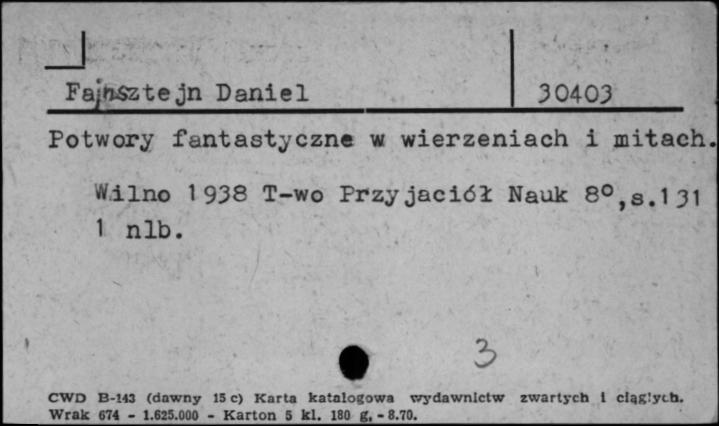 Fajnsztejn Daniel 30403
Potwory fantastyczne w wierzeniach i mitach.
Wilno 1938 T-wo Przyjaciół Nauk 8°,s.131
1 nlb.
3
CWD B-143 (dawny 15 c) Karta katalogowa wydawnictw zwartych i ciągłych.
Wrak 674 - 1.625.000 - Karton 5 kl. 180 g. - 8.70.